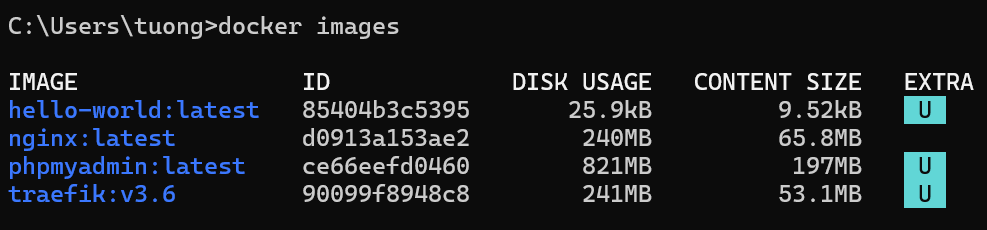 C:\Users\tuong>docker images
IMAGE ID DISK USAGE CONTENT SIZE EXTRA
hello-world:latest 85404b3c5395 25.9kB 9.52kB U
nginx:latest d0913a153ae2 240MB 65.8MB
phpmyadmin:latest ce66eefd0460 821MB 197MB U
traefik:v3.6 90099f8948c8 241MB 53.1MB U